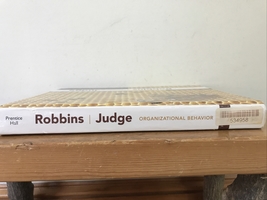 Prentice
Hall
Robbins | Judge ORGANIZATIONAL BEHAVIOR